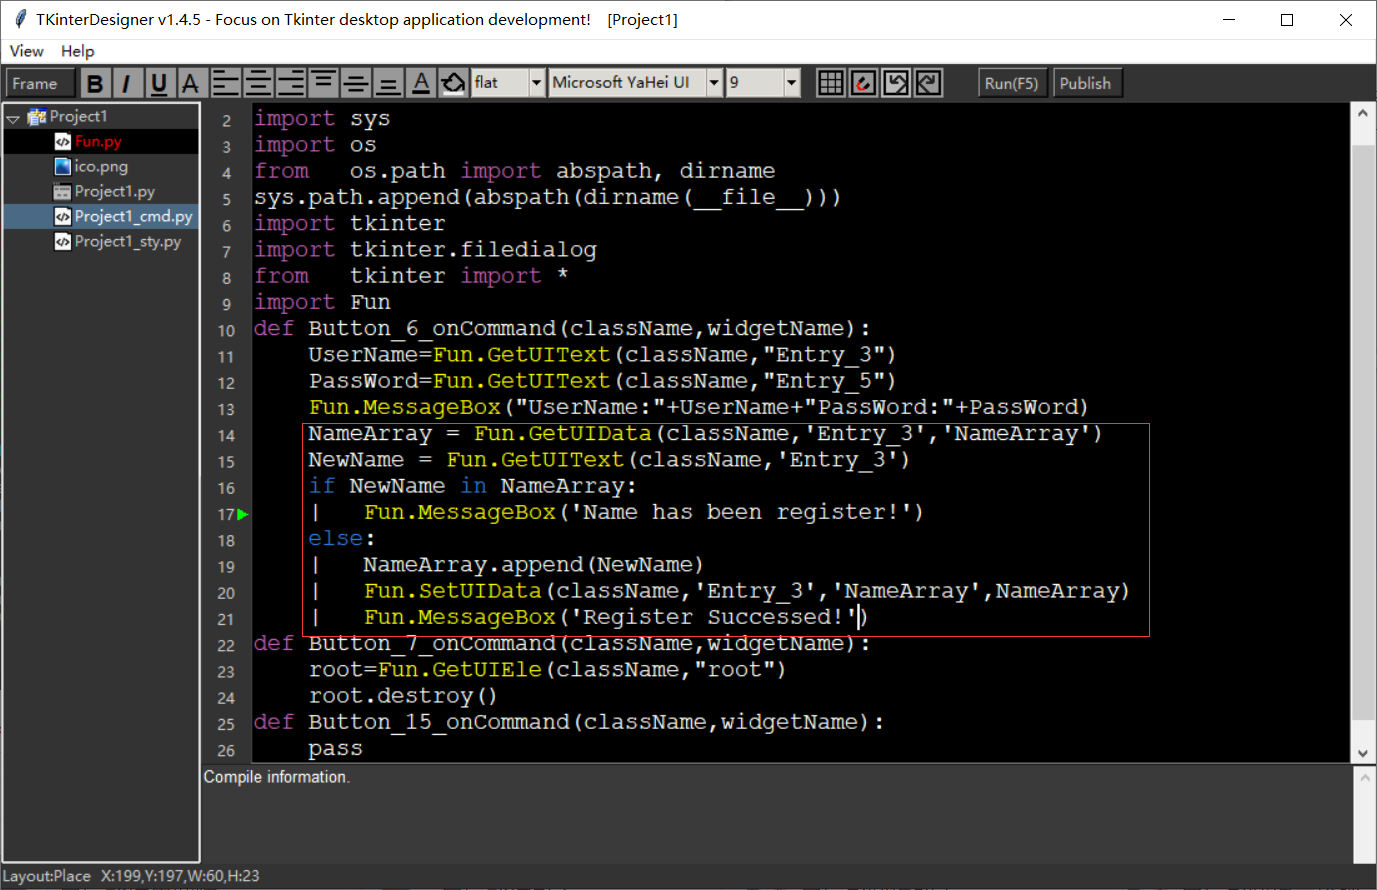 TKinterDesigner v1.4.5 - Focus on Tkinter desktop application development!   [Project1]
View Help
Frame B I U A A flat Microsoft YaHei UI 9 Run(F5) Publish
Project1
Fun.py
ico.png
Project1.py
Project1_cmd.py
Project1_sty.py
2 import sys
3 import os
4 from   os.path import abspath, dirname
5 sys.path.append(abspath(dirname(__file__)))
6 import tkinter
7 import tkinter.filedialog
8 from   tkinter import *
9 import Fun
10 def Button_6_onCommand(className,widgetName):
11     UserName=Fun.GetUIText(className,"Entry_3")
12     PassWord=Fun.GetUIText(className,"Entry_5")
13     Fun.MessageBox("UserName:"+UserName+"PassWord:"+PassWord)
14     NameArray = Fun.GetUIData(className,'Entry_3','NameArray')
15     NewName = Fun.GetUIText(className,'Entry_3')
16     if NewName in NameArray:
17     |   Fun.MessageBox('Name has been register!')
18     else:
19     |   NameArray.append(NewName)
20     |   Fun.SetUIData(className,'Entry_3','NameArray',NameArray)
21     |   Fun.MessageBox('Register Successed!')
22 def Button_7_onCommand(className,widgetName):
23     root=Fun.GetUIEle(className,"root")
24     root.destroy()
25 def Button_15_onCommand(className,widgetName):
26     pass
Compile information.
Layout:Place X:199,Y:197,W:60,H:23